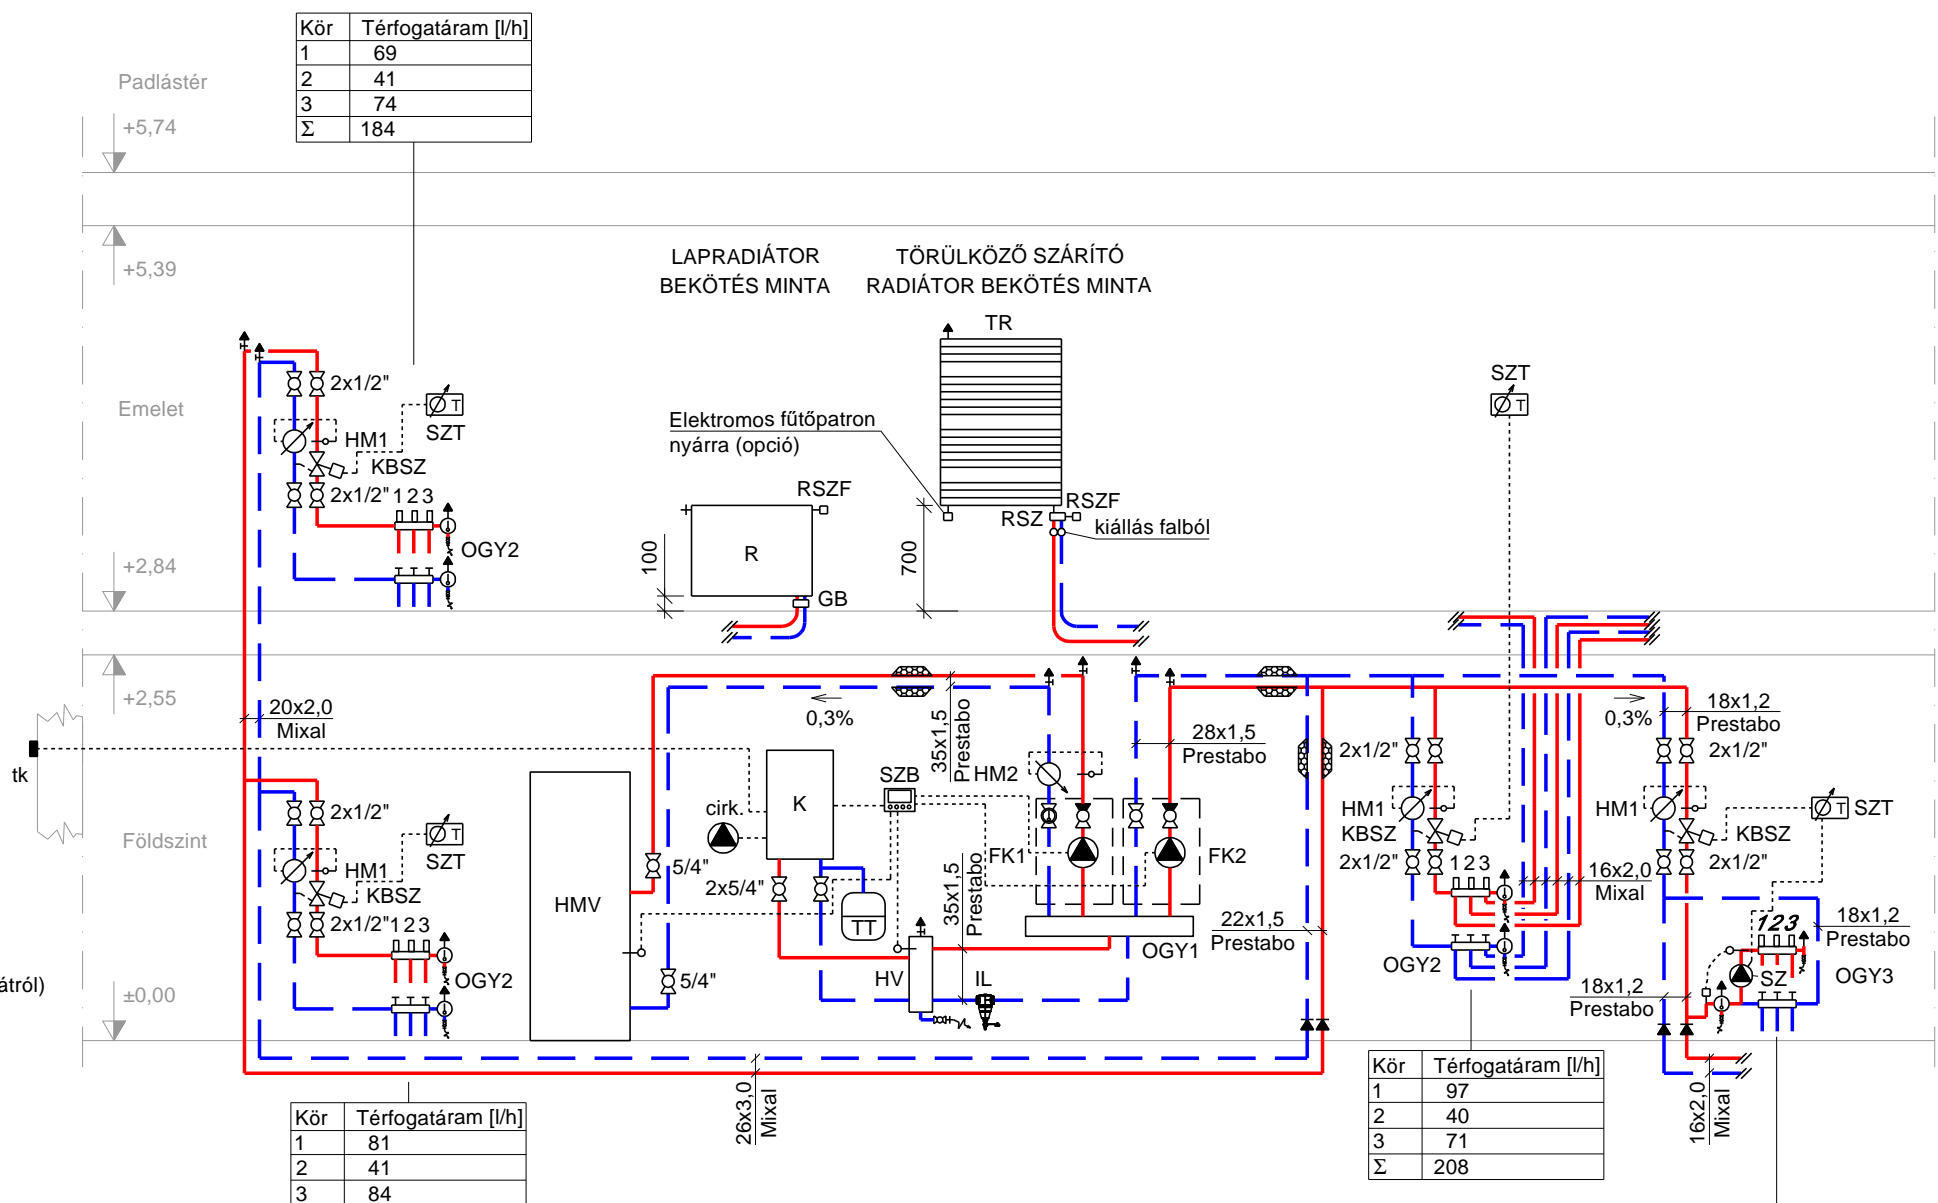 Kör Térfogatáram [l/h]
1 69
2 41
3 74
Σ 184
Padlástér
+5,74
+5,39
LAPRADIÁTOR
BEKÖTÉS MINTA
TÖRÜLKÖZŐ SZÁRÍTÓ
RADIÁTOR BEKÖTÉS MINTA
TR
2x1/2"
T
SZT
HM1
KBSZ
2x1/2"
1 2 3
OGY2
Emelet
Elektromos fűtőpatron
nyárra (opció)
RSZF
R
GB
100
700
RSZ
RSZF
kiállás falból
SZT
T
+2,84
+2,55
20x2,0
Mixal
0,3%
35x1,5
Prestabo
28x1,5
Prestabo
0,3%
18x1,2
Prestabo
tk
Földszint
2x1/2"
T
SZT
HM1
KBSZ
2x1/2"
1 2 3
OGY2
HMV
5/4"
5/4"
cirk.
K
SZB
HM2
2x5/4"
TT
FK1
FK2
35x1,5
Prestabo
HV
IL
OGY1
22x1,5
Prestabo
2x1/2"
HM1
KBSZ
2x1/2"
1 2 3
OGY2
16x2,0
Mixal
2x1/2"
HM1
T
SZT
KBSZ
2x1/2"
123
18x1,2
Prestabo
SZ
OGY3
18x1,2
Prestabo
átról)
±0,00
26x3,0
Mixal
16x2,0
Mixal
Kör Térfogatáram [l/h]
1 81
2 41
3 84
Kör Térfogatáram [l/h]
1 97
2 40
3 71
Σ 208